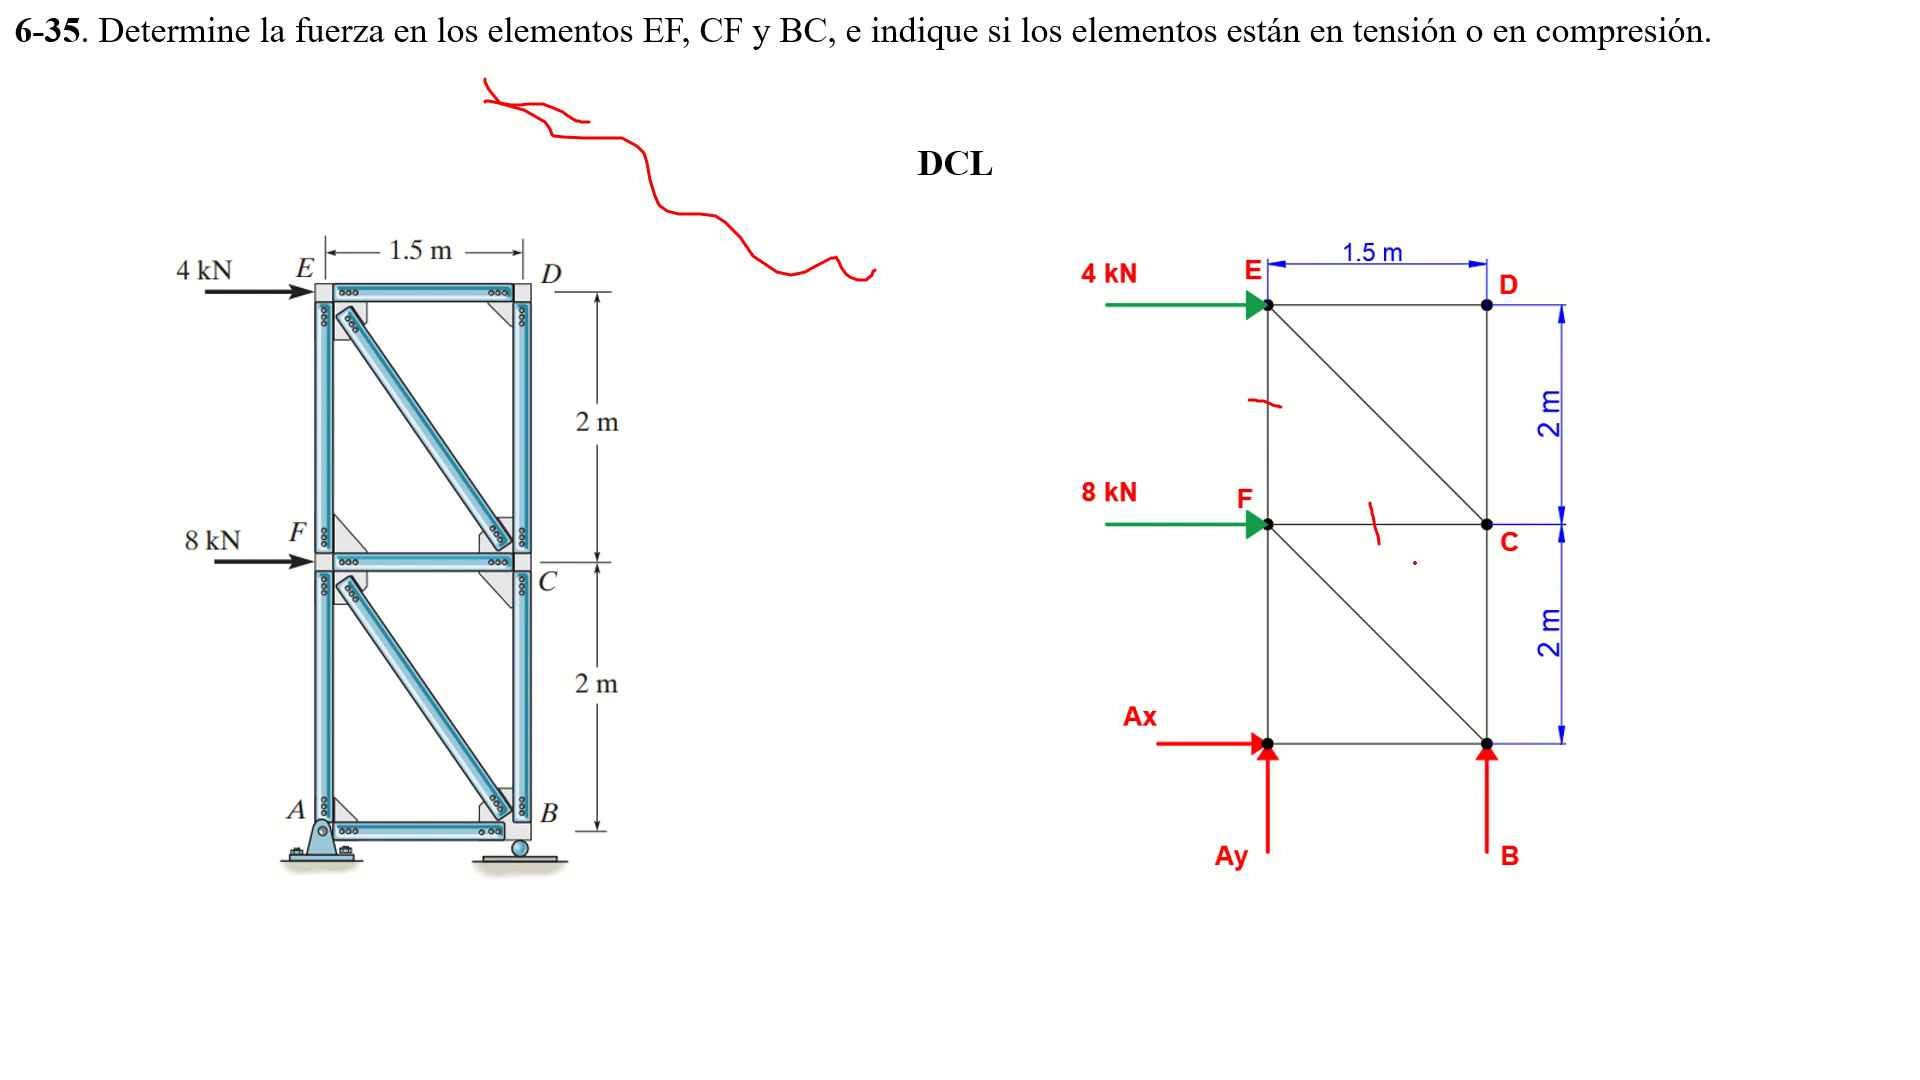 6-35. Determine la fuerza en los elementos EF, CF y BC, e indique si los elementos están en tensión o en compresión.
DCL
1.5 m
4 kN
E
D
2 m
8 kN
F
C
2 m
A
B
1.5 m
4 kN
E
D
2 m
8 kN
F
C
2 m
Ax
Ay
B